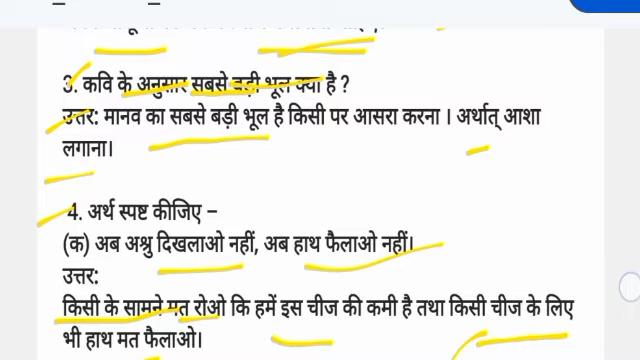 3. कवि के अनुसार सबसे बड़ी भूल क्या है ?
उत्तर: मानव का सबसे बड़ी भूल है किसी पर आसरा करना । अर्थात् आशा
लगाना।
4. अर्थ स्पष्ट कीजिए –
(क) अब अश्रु दिखलाओ नहीं, अब हाथ फैलाओ नहीं।
उत्तर:
किसी के सामने मत रोओ कि हमें इस चीज की कमी है तथा किसी चीज के लिए
भी हाथ मत फैलाओ।